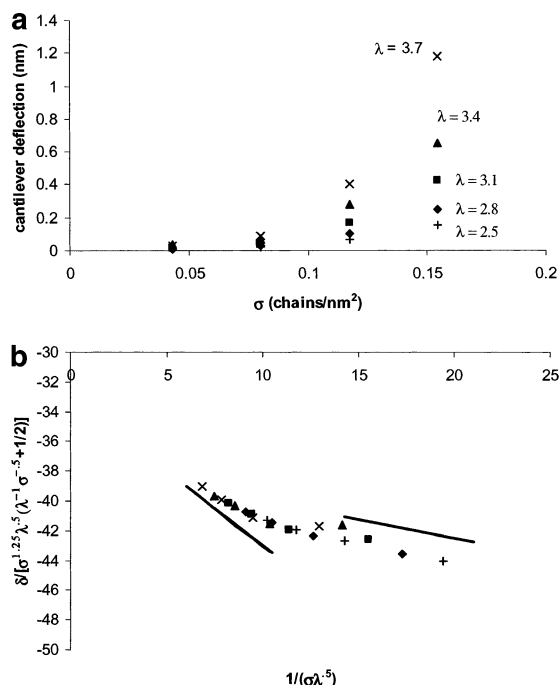 a
cantilever deflection (nm)
1.4
1.2
1
0.8
0.6
0.4
0.2
0
λ = 3.7
λ = 3.4
λ = 3.1
λ = 2.8
λ = 2.5
0 0.05 0.1 0.15 0.2
σ (chains/nm²)
b
δ/[σ^1.25λ^.5(λ^-1σ^-.5+1/2)]
0 5 10 15 20 25
-30
-32
-34
-36
-38
-40
-42
-44
-46
-48
-50
1/(σλ^.5)